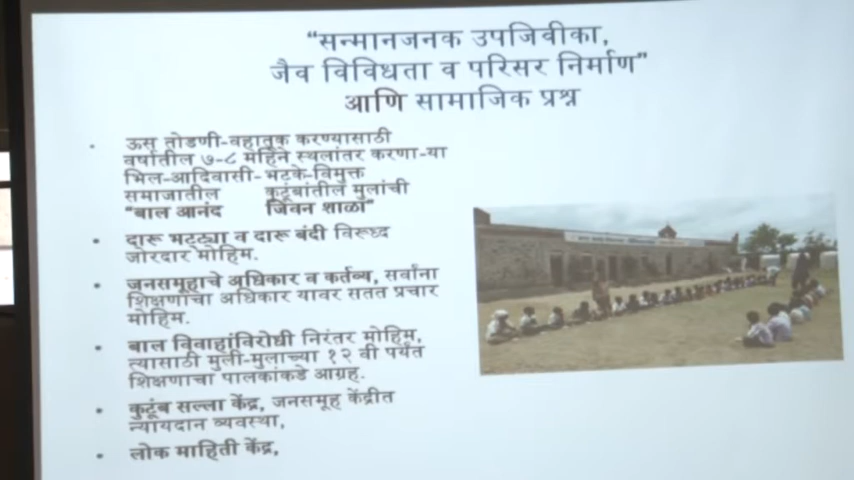 “सन्मानजनक उपजिवीका,
जैव विविधता व परिसर निर्माण”
आणि सामाजिक प्रश्न
• ऊस तोडणी-वहातूक करण्यासाठी
वर्षातील ७-८ महिने स्थलांतर करणा-या
भिल-आदिवासी- भटके-विमुक्त
समाजातील कुटूंबांतील मुलांची
“बाल आनंद जिवन शाळा”
• दारू भट्ट्या व दारू बंदी विरूध्द
जोरदार मोहिम.
• जनसमूहाचे अधिकार व कर्तव्य, सर्वांना
शिक्षणाचा अधिकार यावर सतत प्रचार
मोहिम.
• बाल विवाहांविरोधी निरंतर मोहिम,
त्यासाठी मुली-मुलाच्या १२ वी पर्यंत
शिक्षणाचा पालकांकडे आग्रह.
• कुटूंब सल्ला केंद्र, जनसमूह केंद्रीत
न्यायदान व्यवस्था,
• लोक माहिती केंद्र,